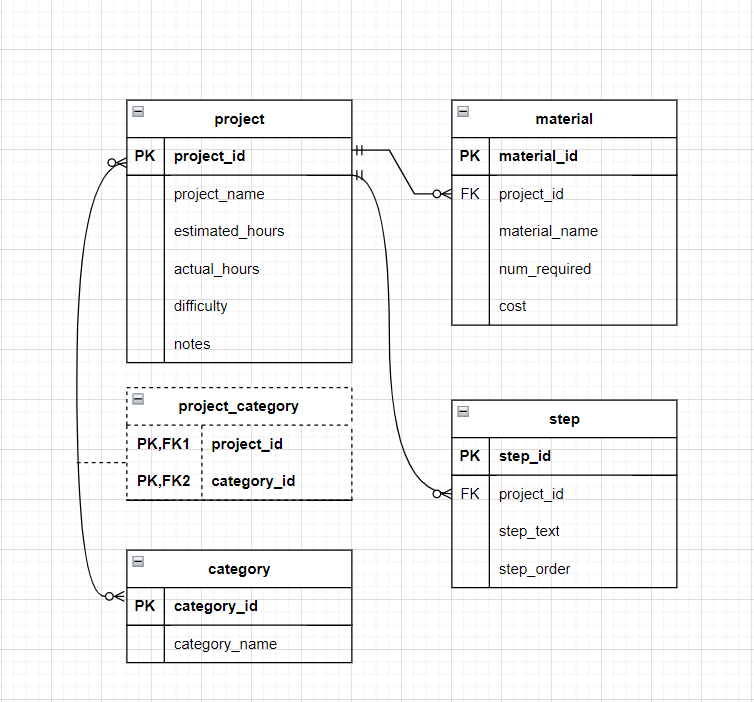 project
PK project_id
project_name
estimated_hours
actual_hours
difficulty
notes
material
PK material_id
FK project_id
material_name
num_required
cost
project_category
PK,FK1 project_id
PK,FK2 category_id
step
PK step_id
FK project_id
step_text
step_order
category
PK category_id
category_name